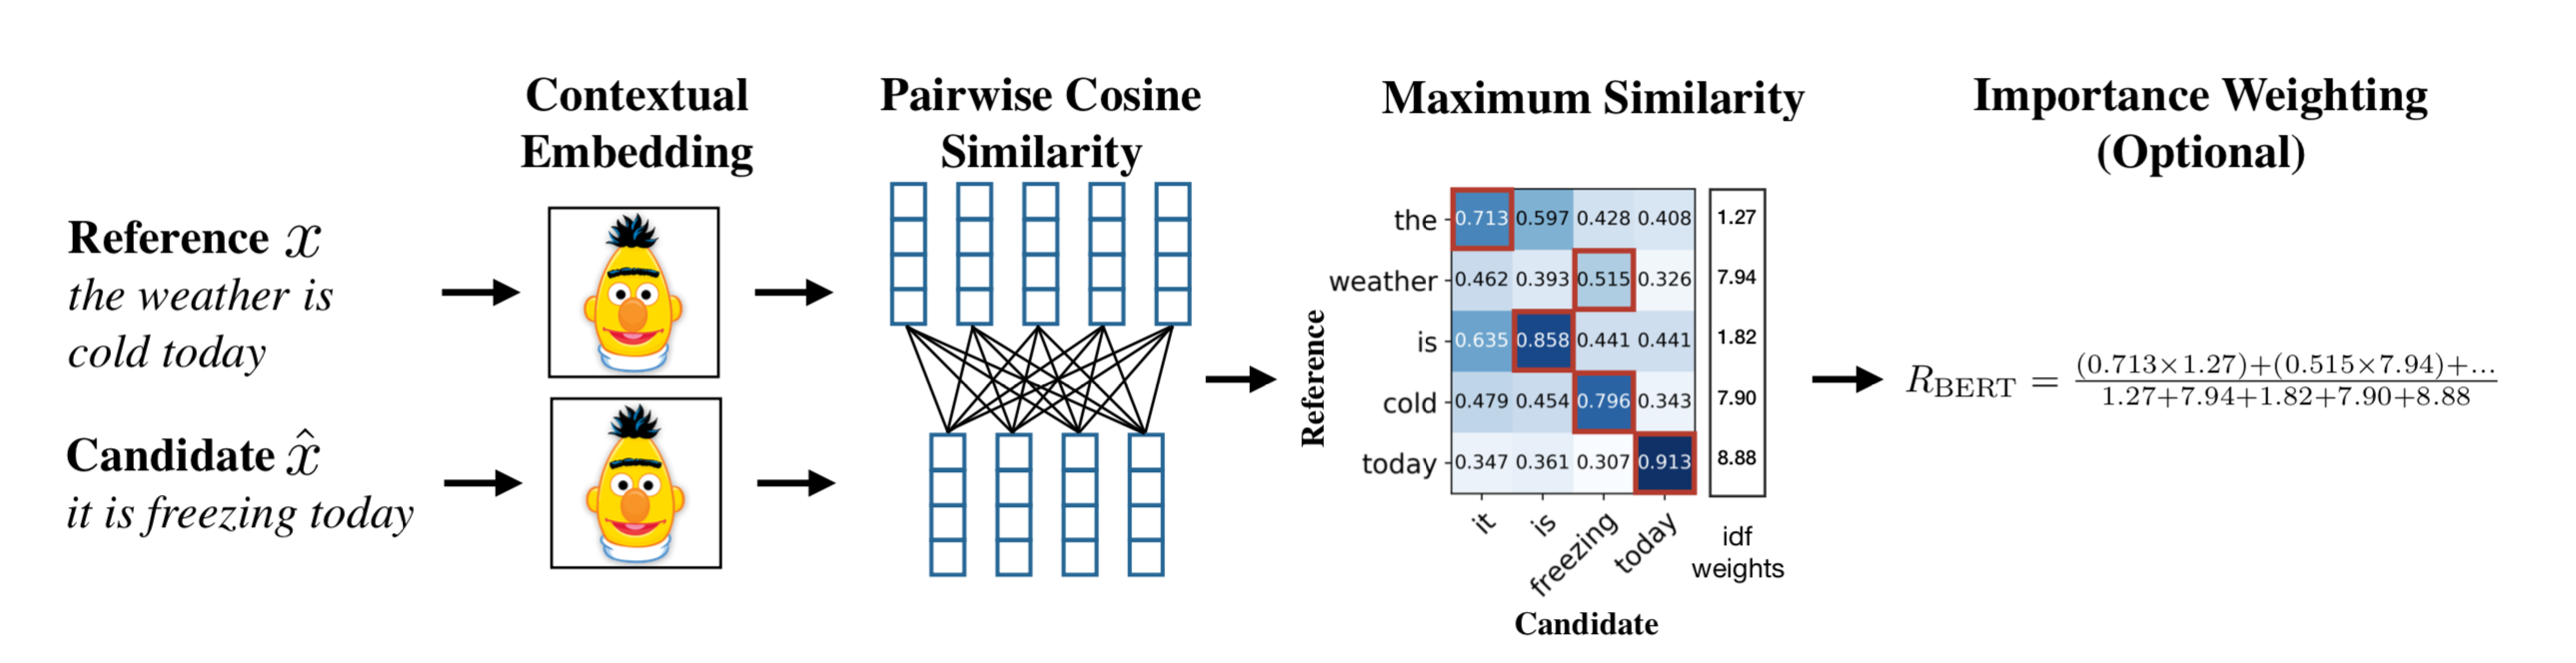 Contextual
Embedding
Pairwise Cosine
Similarity
Maximum Similarity
Importance Weighting
(Optional)
Reference x
the weather is
cold today
Candidate x̂
it is freezing today
Reference
the 0.713 0.597 0.428 0.408 1.27
weather 0.462 0.393 0.515 0.326 7.94
is 0.635 0.858 0.441 0.441 1.82
cold 0.479 0.454 0.796 0.343 7.90
today 0.347 0.361 0.307 0.913 8.88
it is freezing today
idf
weights
Candidate
R_BERT = (0.713×1.27)+(0.515×7.94)+...
1.27+7.94+1.82+7.90+8.88